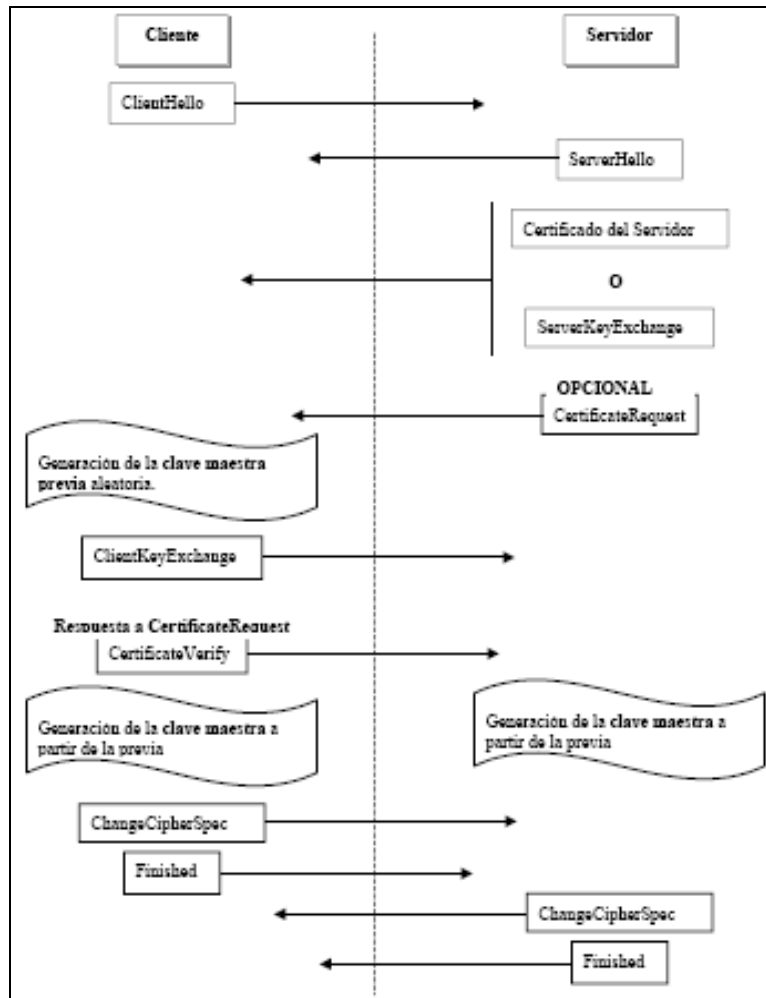 Cliente
Servidor
ClientHello
ServerHello
Certificado del Servidor
O
ServerKeyExchange
OPCIONAL
CertificateRequest
Generación de la clave maestra
previa aleatoria.
ClientKeyExchange
Respuesta a CertificateRequest
CertificateVerify
Generación de la clave maestra a
partir de la previa
Generación de la clave maestra a
partir de la previa
ChangeCipherSpec
Finished
ChangeCipherSpec
Finished